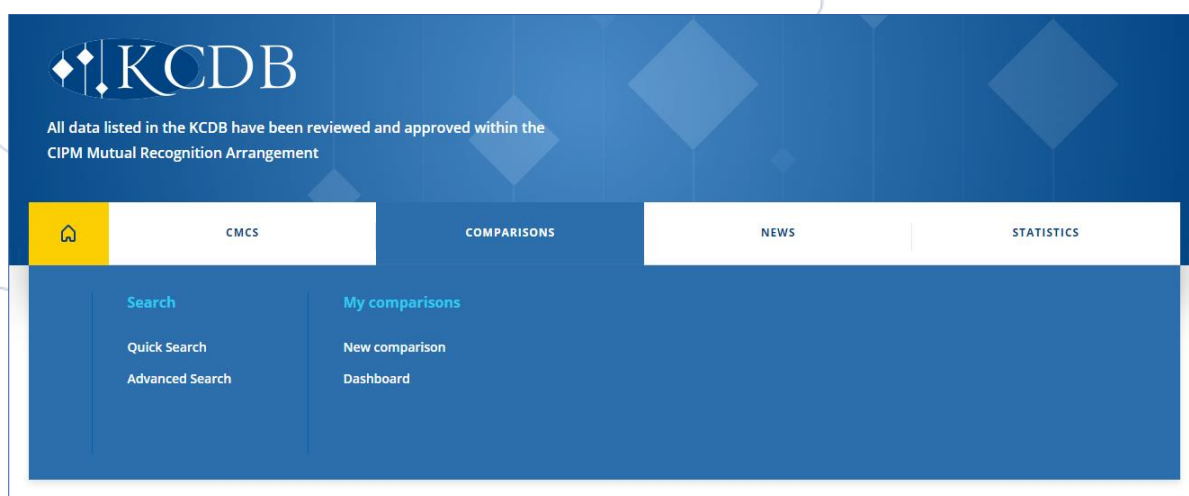 KCDB
All data listed in the KCDB have been reviewed and approved within the
CIPM Mutual Recognition Arrangement
CMCS
COMPARISONS
NEWS
STATISTICS
Search
My comparisons
Quick Search
New comparison
Advanced Search
Dashboard